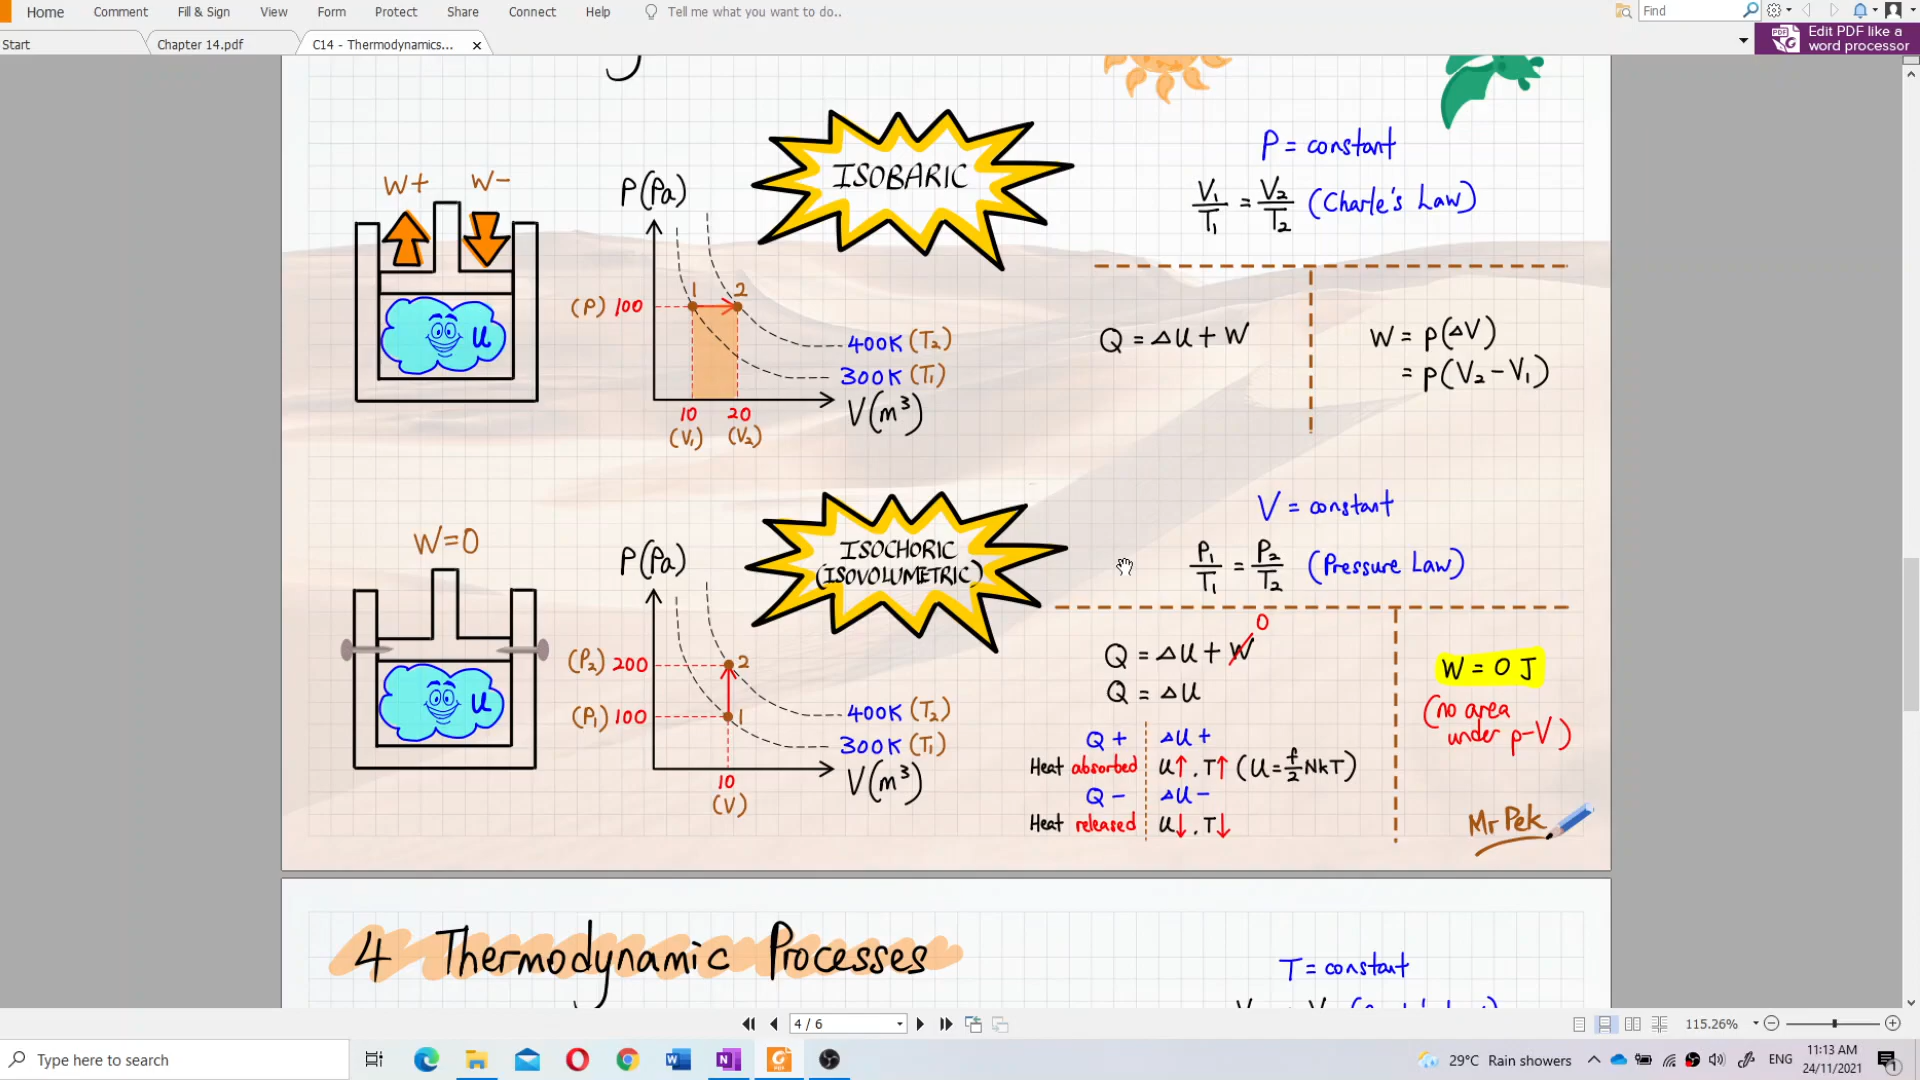 Home Comment Fill & Sign View Form Protect Share Connect Help Tell me what you want to do.. Find
Start Chapter 14.pdf C14 - Thermodynamics... × Edit PDF like a word processor
ISOBARIC
W+ W-
U
P(Pa)
1 2
(P) 100
400K (T₂)
300K (T₁)
V(m³)
10 20
(V₁) (V₂)
P = constant
V₁/T₁ = V₂/T₂ (Charle's Law)
Q = ΔU + W
W = p(ΔV)
= p(V₂ - V₁)
ISOCHORIC
(ISOVOLUMETRIC)
W=0
U
P(Pa)
(P₂) 200 2
(P₁) 100 1
400K (T₂)
300K (T₁)
V(m³)
10
(V)
V = constant
P₁/T₁ = P₂/T₂ (Pressure Law)
0
Q = ΔU + W
Q = ΔU
Q + ΔU +
Heat absorbed U↑ . T↑ (U = f/2 NkT)
Q - ΔU -
Heat released U↓ . T↓
W = 0 J
(no area
under p-V)
Mr Pek
4 Thermodynamic Processes
T = constant
4 / 6 115.26%
Type here to search 29°C Rain showers ENG 11:13 AM
24/11/2021